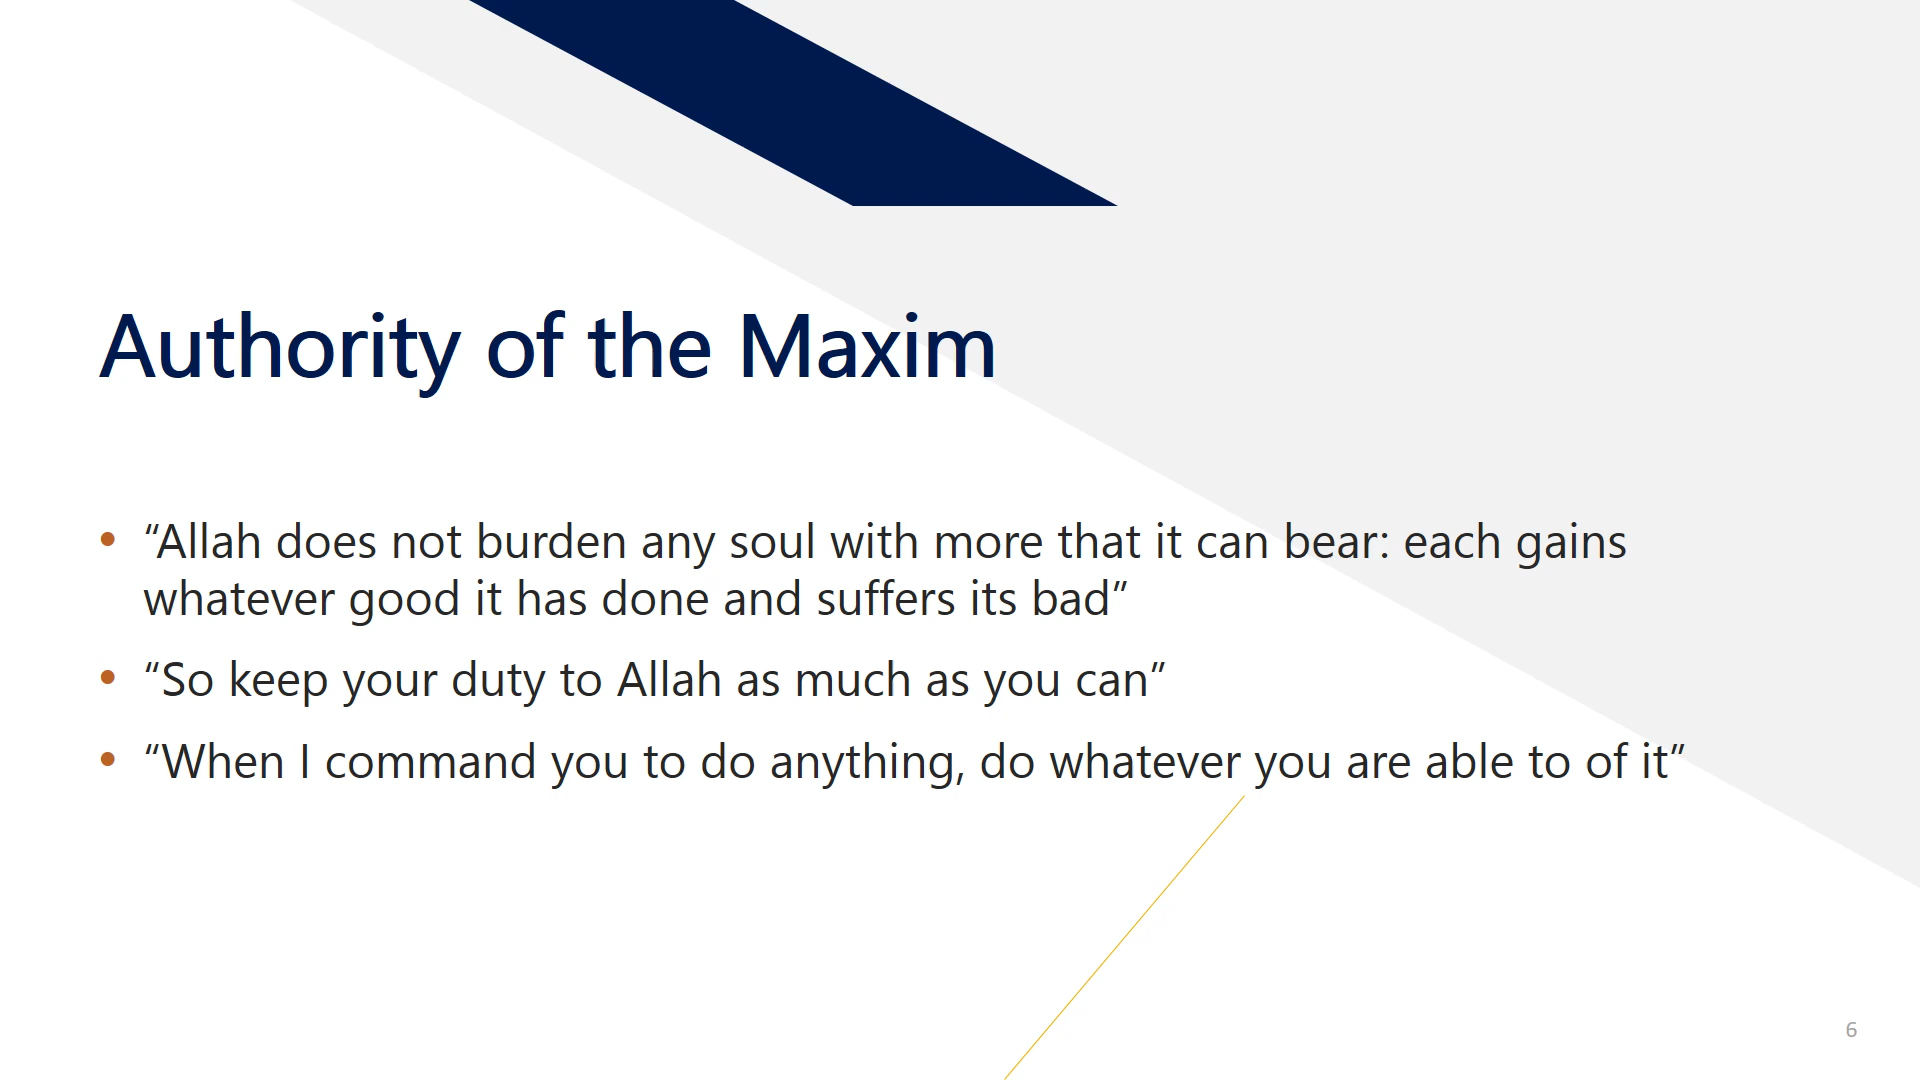 Authority of the Maxim
• “Allah does not burden any soul with more that it can bear: each gains
whatever good it has done and suffers its bad”
• “So keep your duty to Allah as much as you can”
• “When I command you to do anything, do whatever you are able to of it”
6